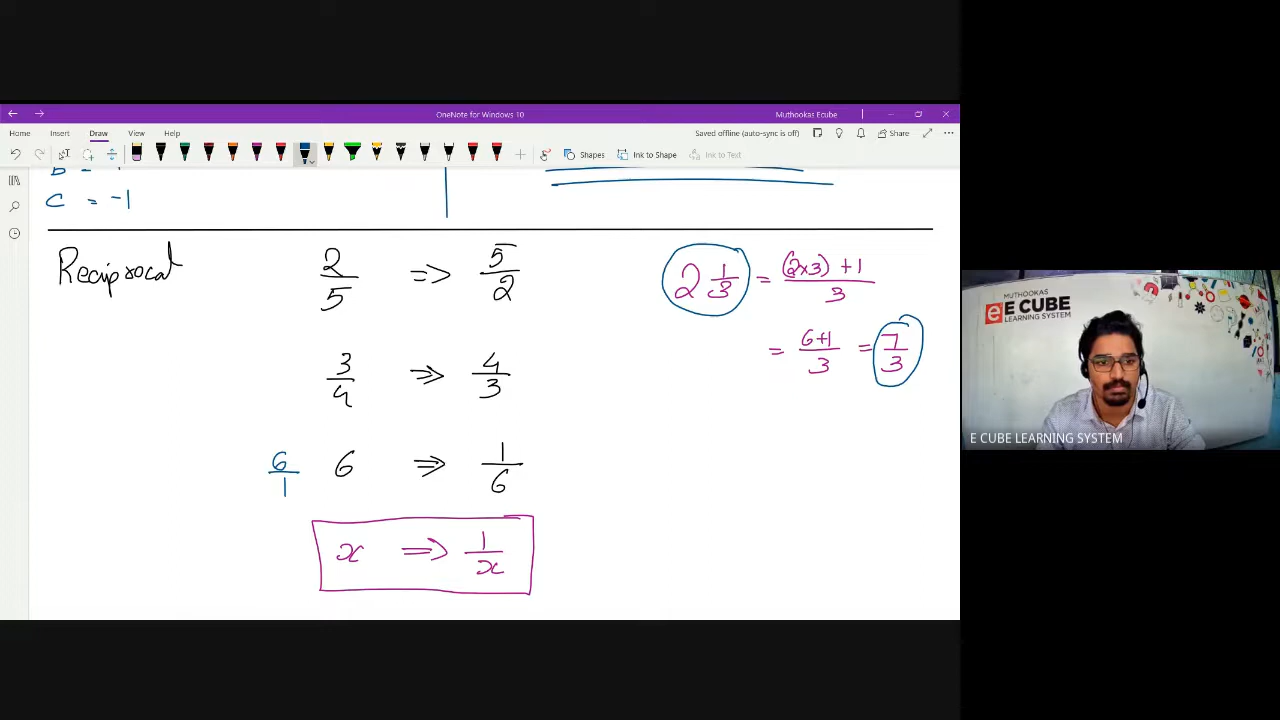 OneNote for Windows 10
Muthookas Ecube
Home Insert Draw View Help
Saved offline (auto-sync is off)
Share
Shapes
Ink to Shape
Ink to Text
c = -1
Reciprocal
2/5 => 5/2
3/4 => 4/3
6/1 6 => 1/6
x => 1/x
2 1/3 = (2x3) + 1 / 3
= 6+1 / 3 = 7/3
MUTHOOKAS
e E CUBE
LEARNING SYSTEM
E CUBE LEARNING SYSTEM